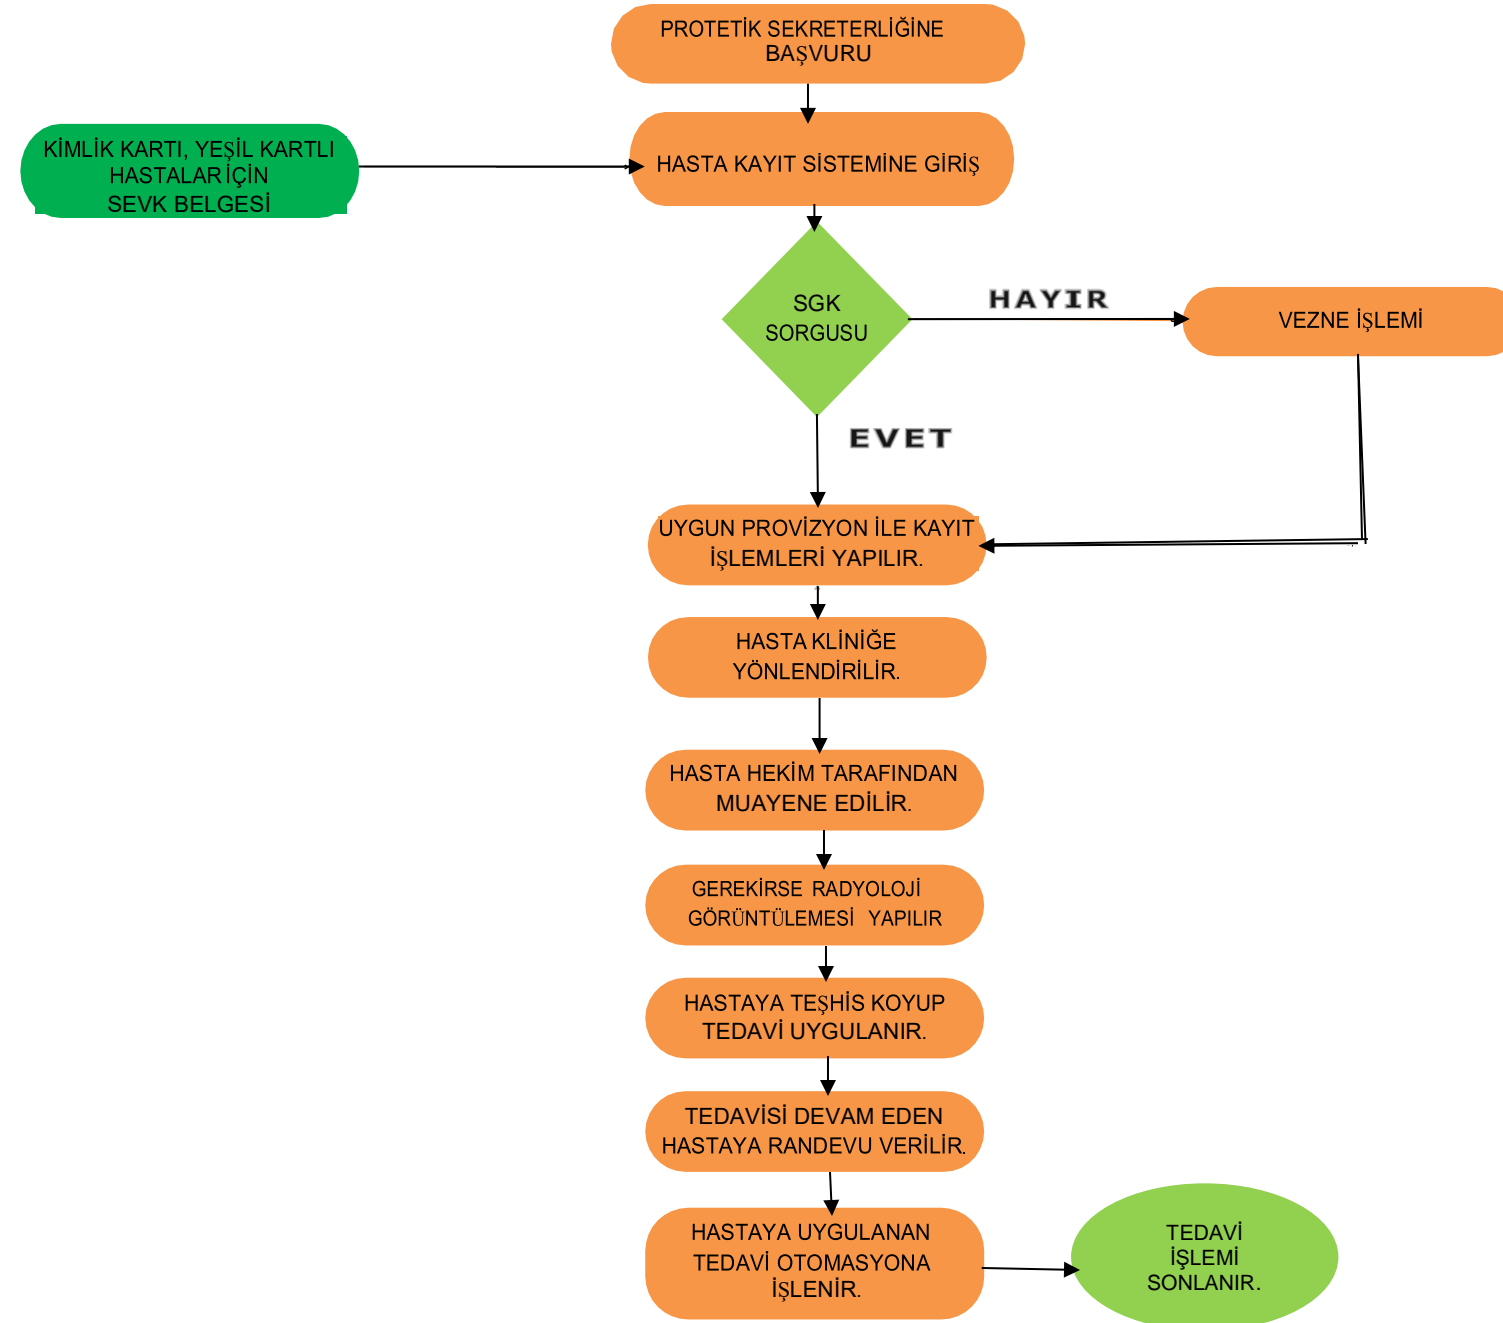 PROTETİK SEKRETERLİĞİNE
BAŞVURU
KİMLİK KARTI, YEŞİL KARTLI
HASTALAR İÇİN
SEVK BELGESİ
HASTA KAYIT SİSTEMİNE GİRİŞ
SGK
SORGUSU
HAYIR
VEZNE İŞLEMİ
EVET
UYGUN PROVİZYON İLE KAYIT
İŞLEMLERİ YAPILIR.
HASTA KLİNİĞE
YÖNLENDİRİLİR.
HASTA HEKİM TARAFINDAN
MUAYENE EDİLİR.
GEREKİRSE RADYOLOJİ
GÖRÜNTÜLEMESİ YAPILIR
HASTAYA TEŞHİS KOYUP
TEDAVİ UYGULANIR.
TEDAVİSİ DEVAM EDEN
HASTAYA RANDEVU VERİLİR.
HASTAYA UYGULANAN
TEDAVİ OTOMASYONA
İŞLENİR.
TEDAVİ
İŞLEMİ
SONLANIR.